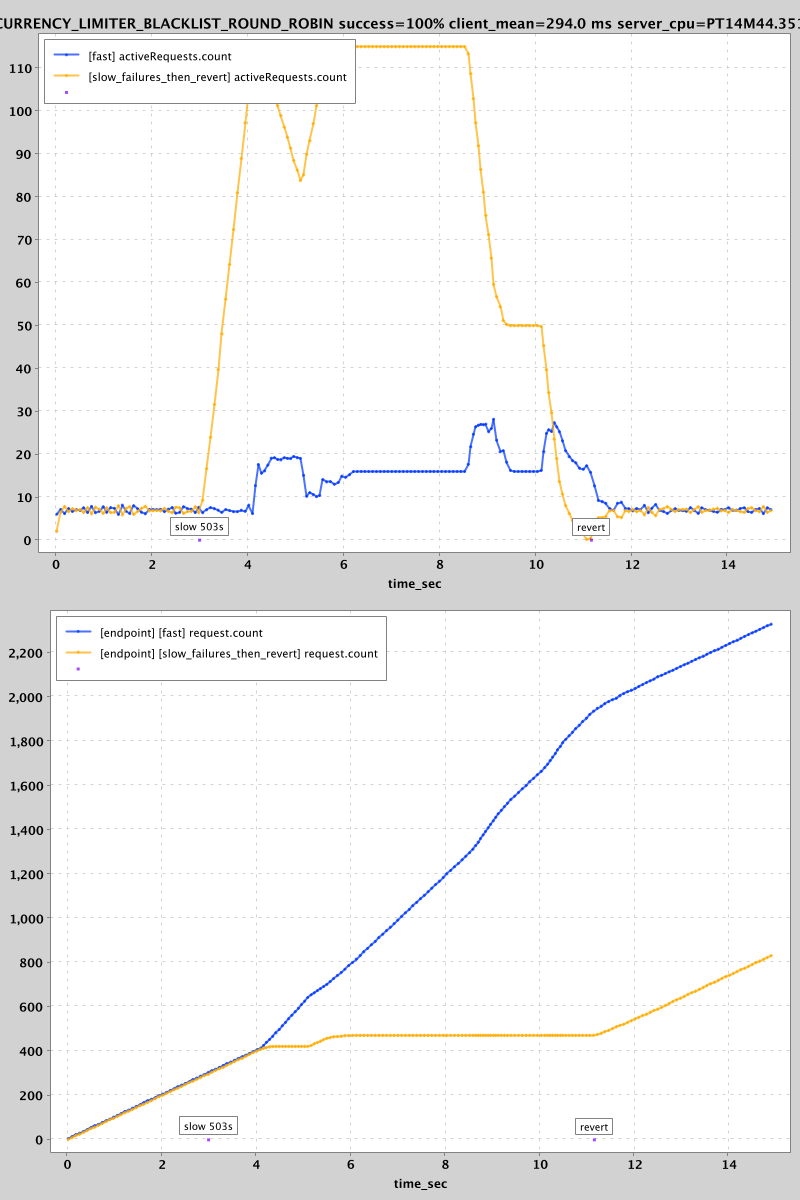 CURRENCY_LIMITER_BLACKLIST_ROUND_ROBIN success=100% client_mean=294.0 ms server_cpu=PT14M44.351
[fast] activeRequests.count
[slow_failures_then_revert] activeRequests.count
110
100
90
80
70
60
50
40
30
20
10
0
slow 503s
revert
0 2 4 6 8 10 12 14
time_sec
[endpoint] [fast] request.count
[endpoint] [slow_failures_then_revert] request.count
2,200
2,000
1,800
1,600
1,400
1,200
1,000
800
600
400
200
0
slow 503s
revert
0 2 4 6 8 10 12 14
time_sec